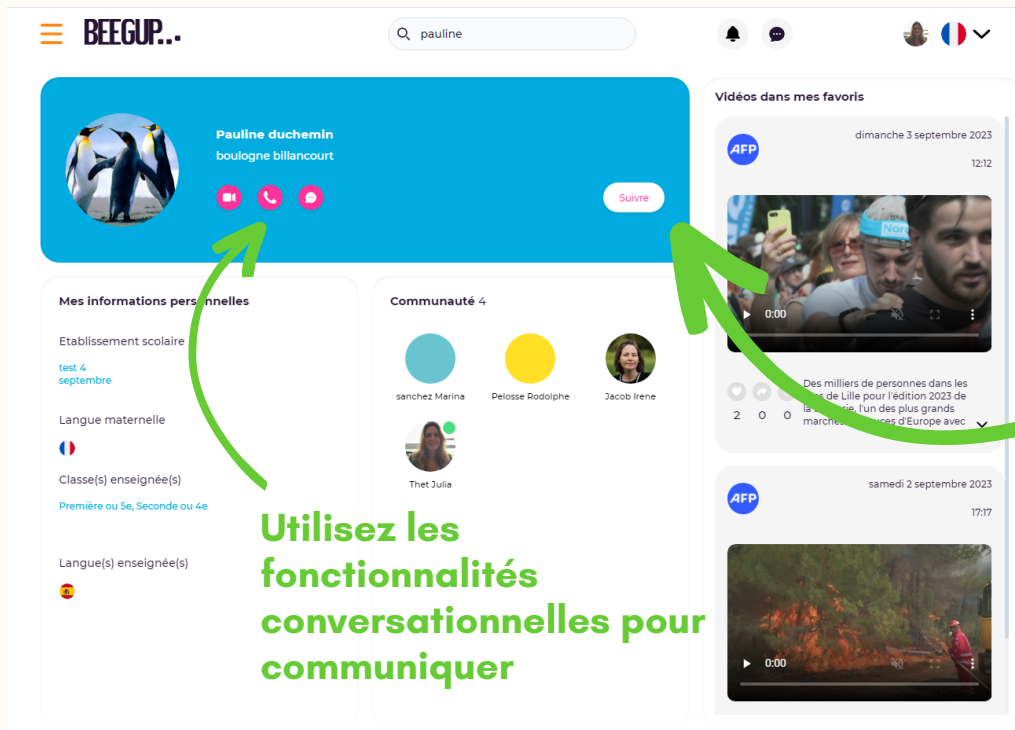 BEEGUP...
pauline
Pauline duchemin
boulogne billancourt
Suivre
Mes informations personnelles
Etablissement scolaire
test 4
septembre
Langue maternelle
Classe(s) enseignée(s)
Première ou 5e, Seconde ou 4e
Langue(s) enseignée(s)
Communauté 4
sanchez Marina
Pelosse Rodolphe
Jacob Irene
Thet Julia
Utilisez les
fonctionnalités
conversationnelles pour
communiquer
Vidéos dans mes favoris
AFP
dimanche 3 septembre 2023
12:12
Nor
0:00
2 0 0
Des milliers de personnes dans les
de Lille pour l'édition 2023 de
l'un des plus grands
d'Europe avec
AFP
samedi 2 septembre 2023
17:17
0:00